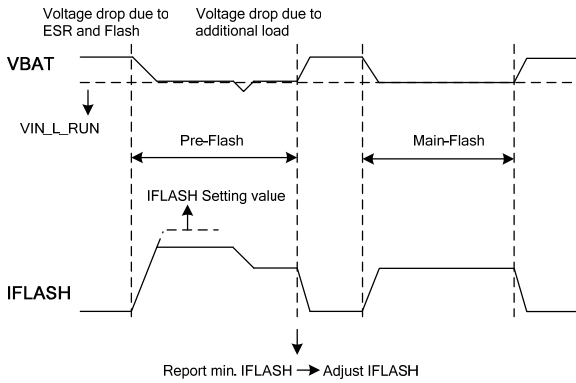 Voltage drop due to
ESR and Flash
Voltage drop due to
additional load
VBAT
VIN_L_RUN
Pre-Flash
Main-Flash
IFLASH Setting value
IFLASH
Report min. IFLASH
Adjust IFLASH